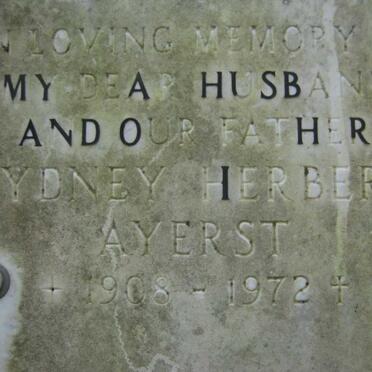 N LOVING MEMORY
MY DEAR HUSBAN
AND OUR FATHER
YDNEY HERBER
AYERST
+ 1908 - 1972 +